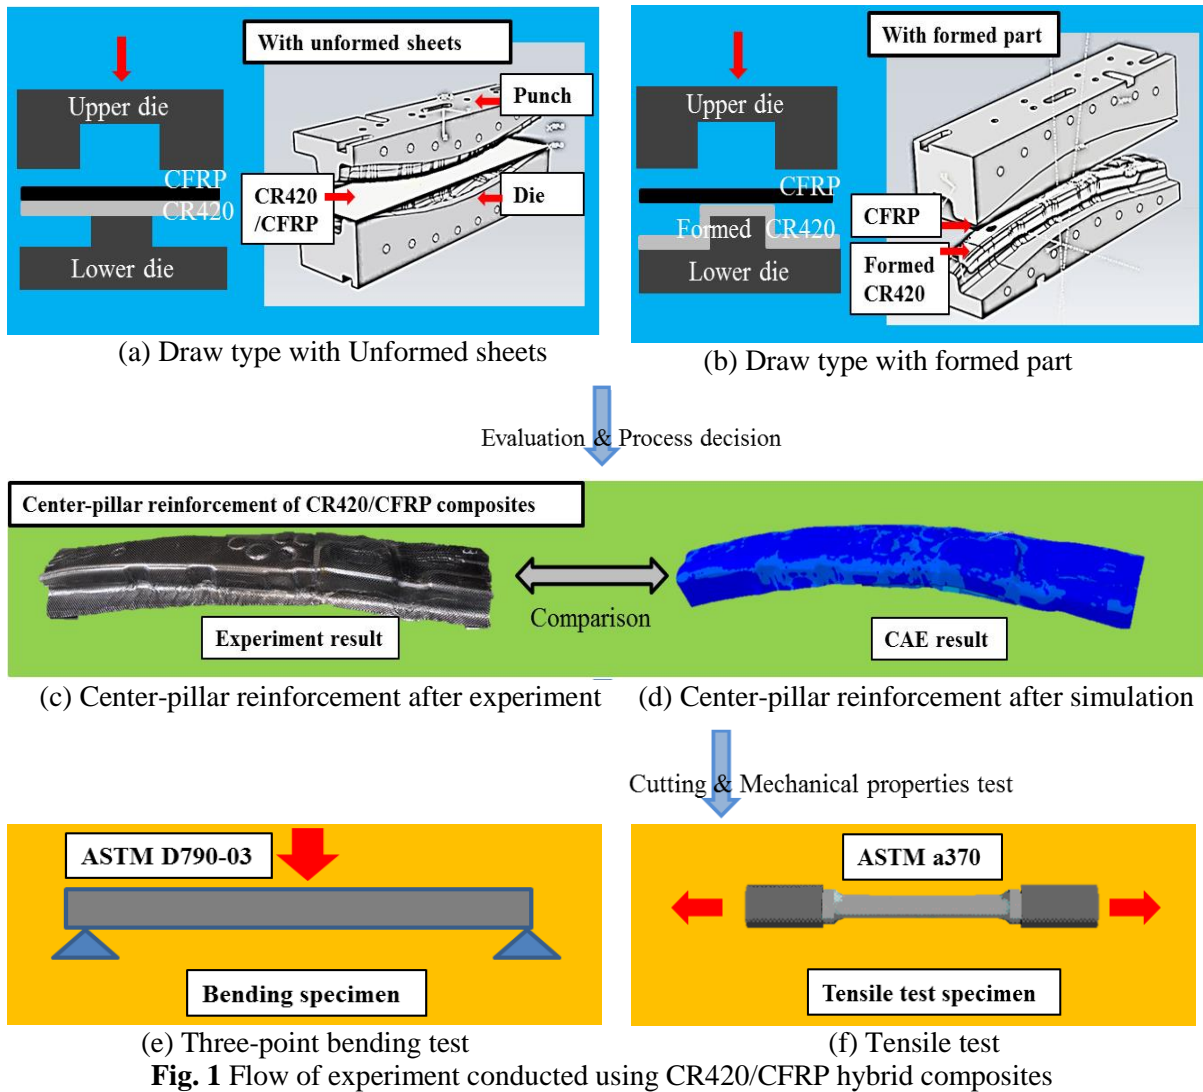 With unformed sheets
Upper die
CFRP
CR420
Lower die
Punch
CR420
/CFRP
Die
(a) Draw type with Unformed sheets
With formed part
Upper die
CFRP
Formed CR420
Lower die
CFRP
Formed
CR420
(b) Draw type with formed part
Evaluation & Process decision
Center-pillar reinforcement of CR420/CFRP composites
Experiment result
Comparison
CAE result
(c) Center-pillar reinforcement after experiment
(d) Center-pillar reinforcement after simulation
Cutting & Mechanical properties test
ASTM D790-03
Bending specimen
(e) Three-point bending test
ASTM a370
Tensile test specimen
(f) Tensile test
Fig. 1 Flow of experiment conducted using CR420/CFRP hybrid composites